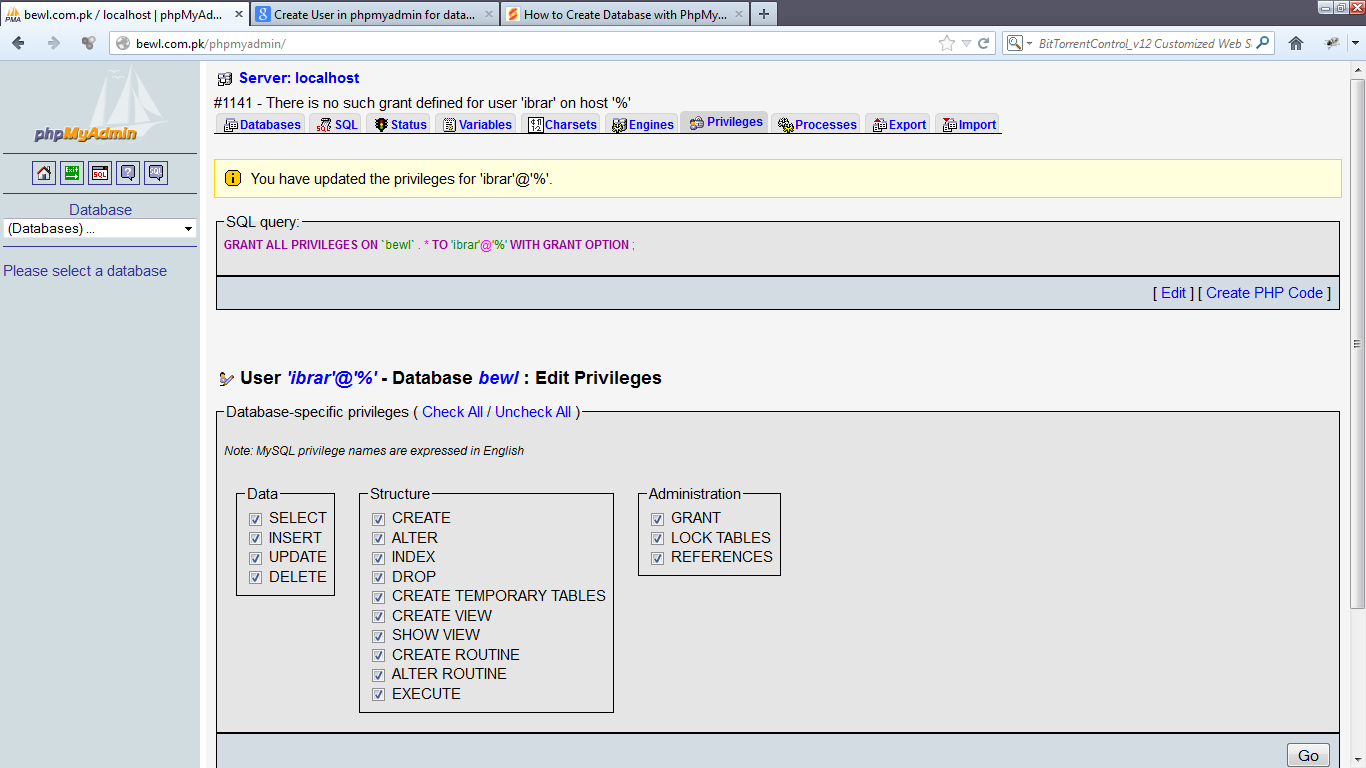 bewl.com.pk / localhost | phpMyAd...
Create User in phpmyadmin for data...
How to Create Database with PhpMy...
bewl.com.pk/phpmyadmin/
BitTorrentControl_v12 Customized Web S
phpMyAdmin
Database
(Databases) ...
Please select a database
Server: localhost
#1141 - There is no such grant defined for user 'ibrar' on host '%'
Databases SQL Status Variables Charsets Engines Privileges Processes Export Import
You have updated the privileges for 'ibrar'@'%'.
SQL query:
GRANT ALL PRIVILEGES ON `bewl` . * TO 'ibrar'@'%' WITH GRANT OPTION ;
[ Edit ] [ Create PHP Code ]
User 'ibrar'@'%' - Database bewl : Edit Privileges
Database-specific privileges ( Check All / Uncheck All )
Note: MySQL privilege names are expressed in English
Data
SELECT
INSERT
UPDATE
DELETE
Structure
CREATE
ALTER
INDEX
DROP
CREATE TEMPORARY TABLES
CREATE VIEW
SHOW VIEW
CREATE ROUTINE
ALTER ROUTINE
EXECUTE
Administration
GRANT
LOCK TABLES
REFERENCES
Go